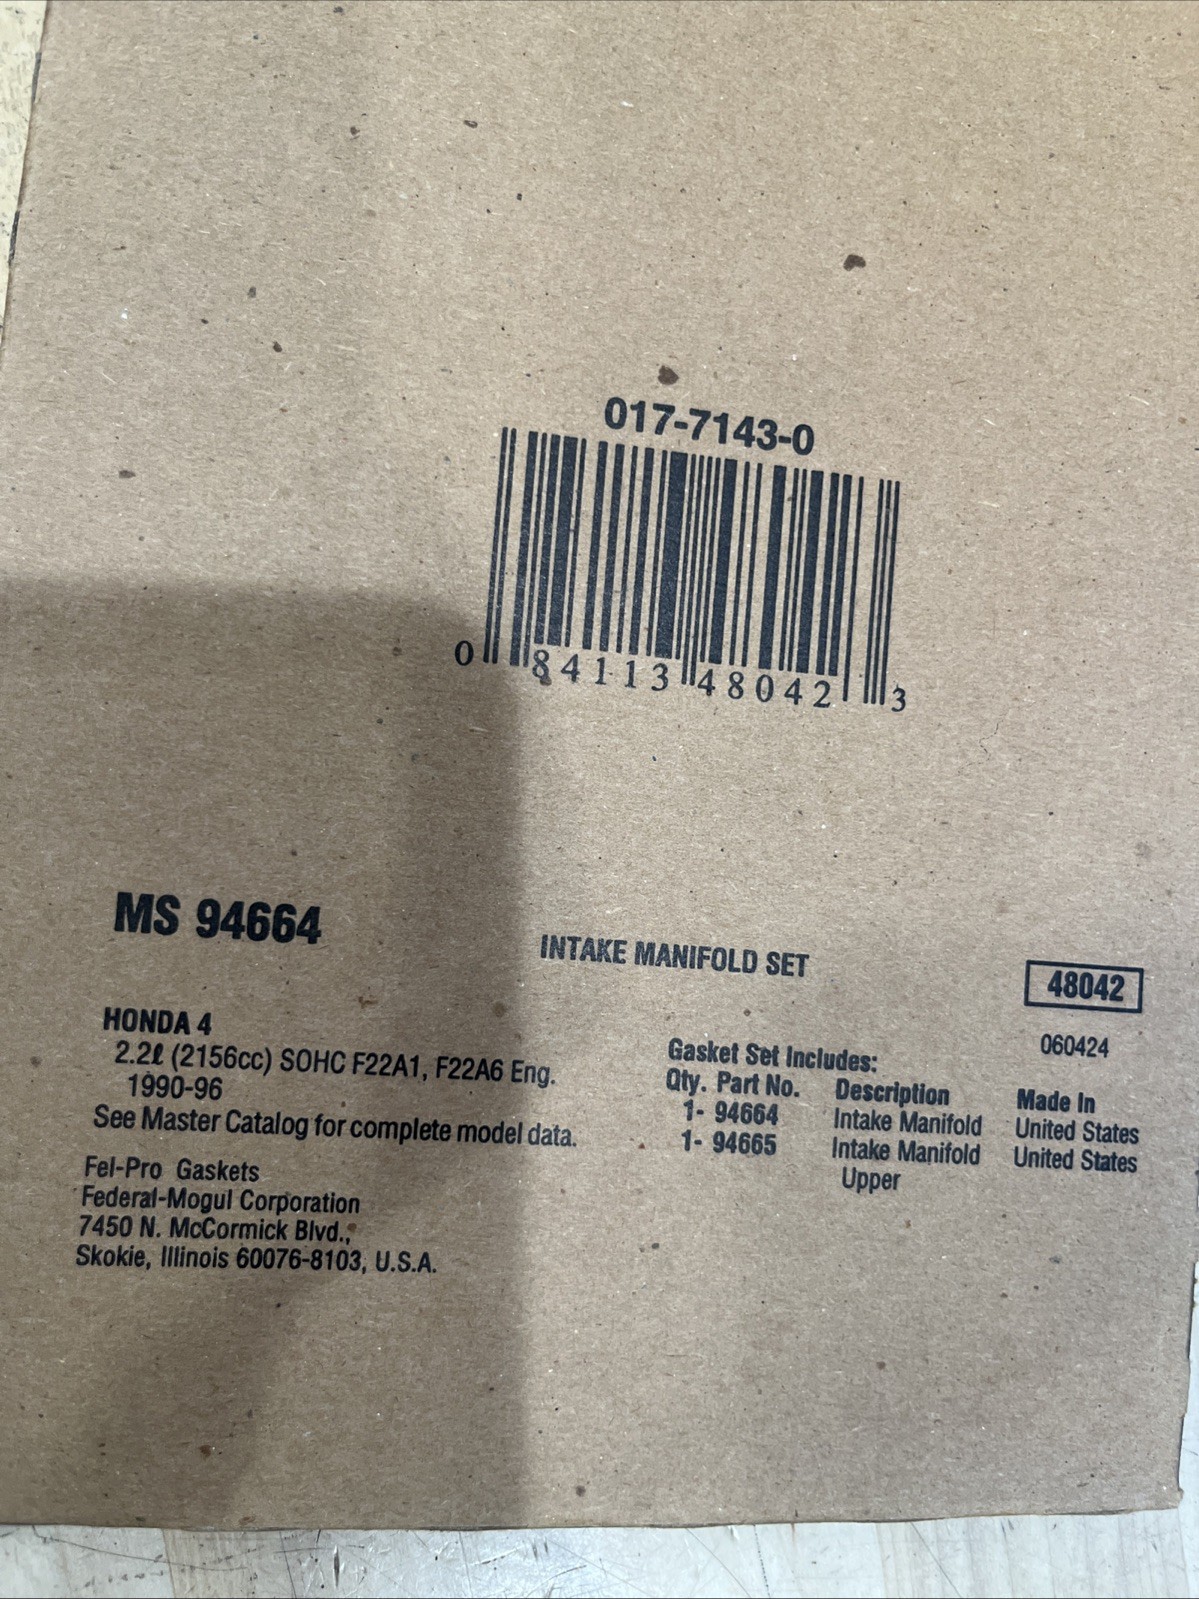 017-7143-0
0 84113 48042 3
MS 94664
INTAKE MANIFOLD SET
48042
HONDA 4
2.2ℓ (2156cc) SOHC F22A1, F22A6 Eng.
1990-96
See Master Catalog for complete model data.
Fel-Pro Gaskets
Federal-Mogul Corporation
7450 N. McCormick Blvd.,
Skokie, Illinois 60076-8103, U.S.A.
060424
Gasket Set Includes:
Qty. Part No. Description Made In
1- 94664 Intake Manifold United States
1- 94665 Intake Manifold United States
Upper